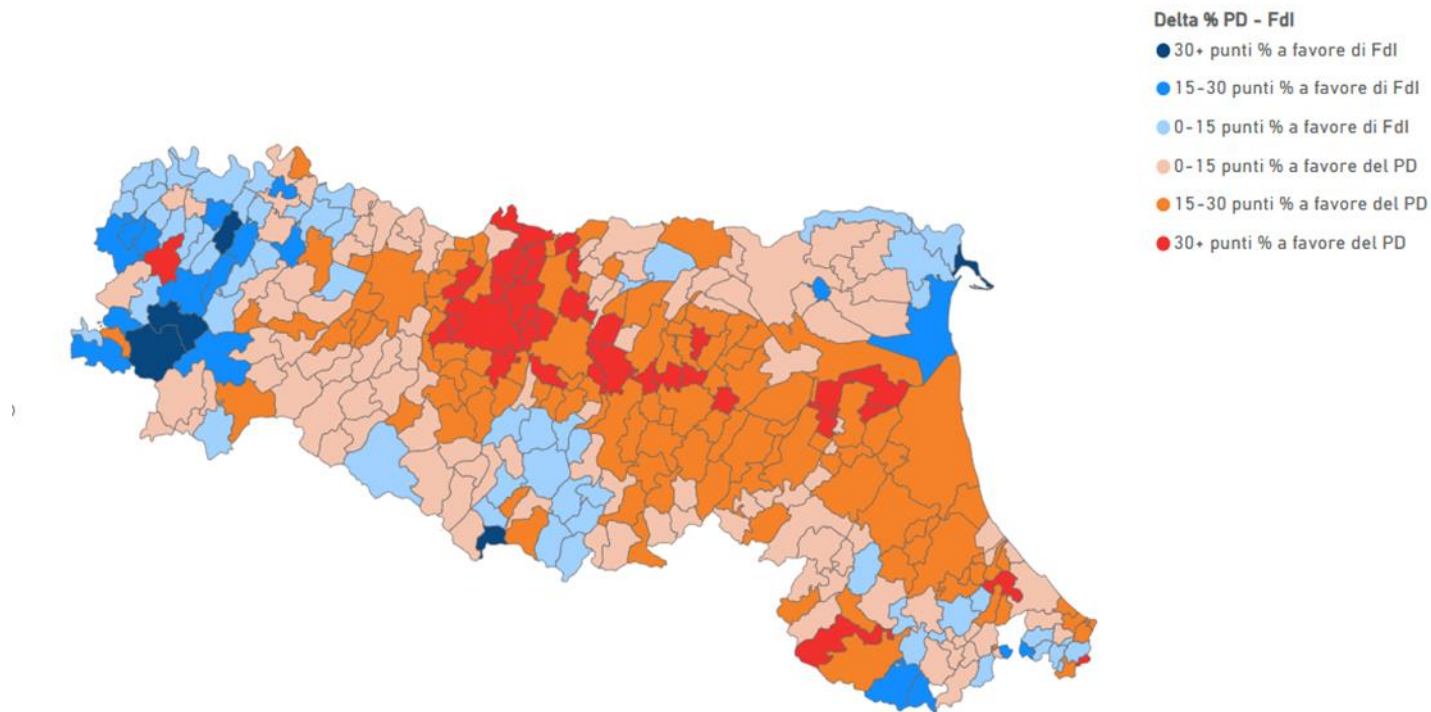 Delta % PD - FdI
30+ punti % a favore di FdI
15-30 punti % a favore di FdI
0-15 punti % a favore di FdI
0-15 punti % a favore del PD
15-30 punti % a favore del PD
30+ punti % a favore del PD
)